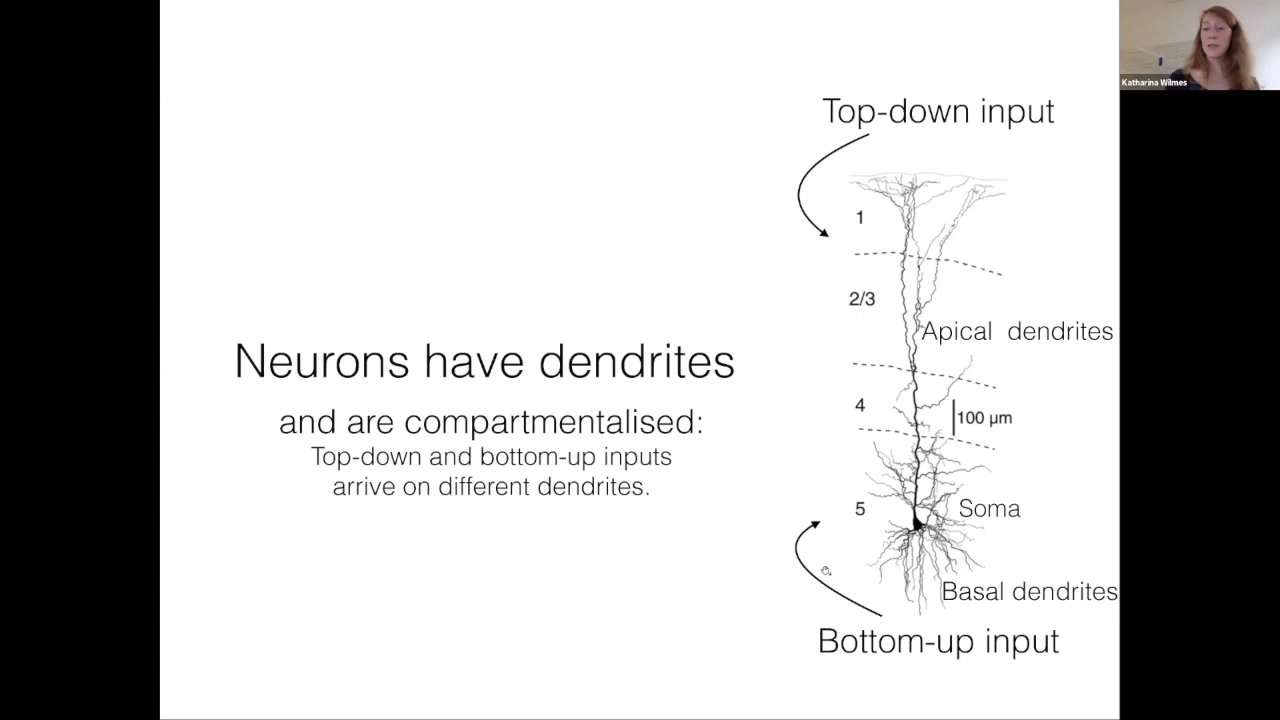 Katharina Wilmes
Top-down input
1
2/3
Apical dendrites
Neurons have dendrites
and are compartmentalised:
Top-down and bottom-up inputs
arrive on different dendrites.
4
100 µm
5
Soma
Basal dendrites
Bottom-up input